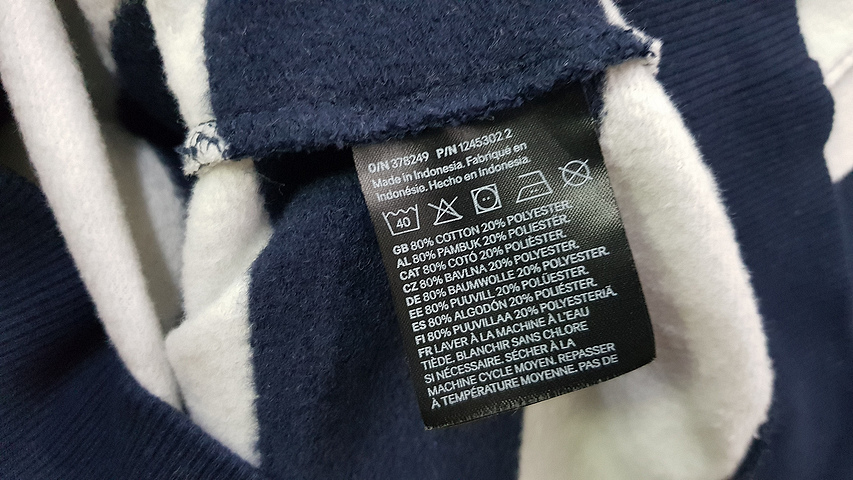 O/N 378249 P/N 1245302 2
Made in Indonesia. Fabriqué en
Indonésie. Hecho en Indonesia.
40
GB 80% COTTON 20% POLYESTER.
AL 80% PAMBUK 20% POLIESTËR.
CAT 80% COTÓ 20% POLIÈSTER.
CZ 80% BAVLNA 20% POLYESTER.
DE 80% BAUMWOLLE 20% POLYESTER.
EE 80% PUUVILL 20% POLÜESTER.
ES 80% ALGODÓN 20% POLIÉSTER.
FI 80% PUUVILLAA 20% POLYESTERIÄ.
FR LAVER À LA MACHINE À L'EAU
TIÈDE. BLANCHIR SANS CHLORE
SI NÉCESSAIRE. SÉCHER À LA
MACHINE CYCLE MOYEN. REPASSER
À TEMPÉRATURE MOYENNE. PAS DE